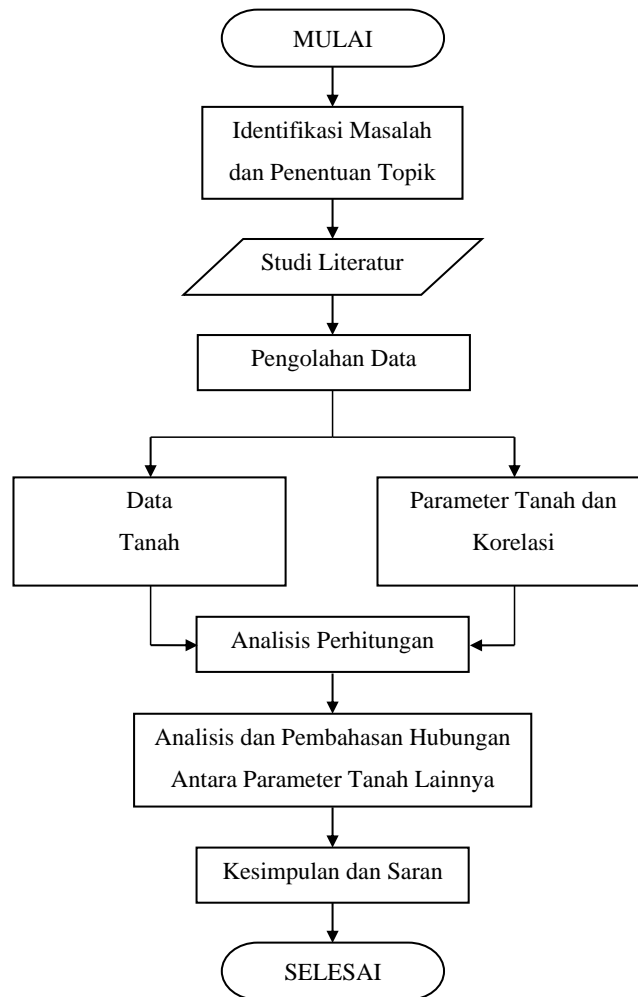 MULAI
Identifikasi Masalah
dan Penentuan Topik
Studi Literatur
Pengolahan Data
Data
Tanah
Parameter Tanah dan
Korelasi
Analisis Perhitungan
Analisis dan Pembahasan Hubungan
Antara Parameter Tanah Lainnya
Kesimpulan dan Saran
SELESAI